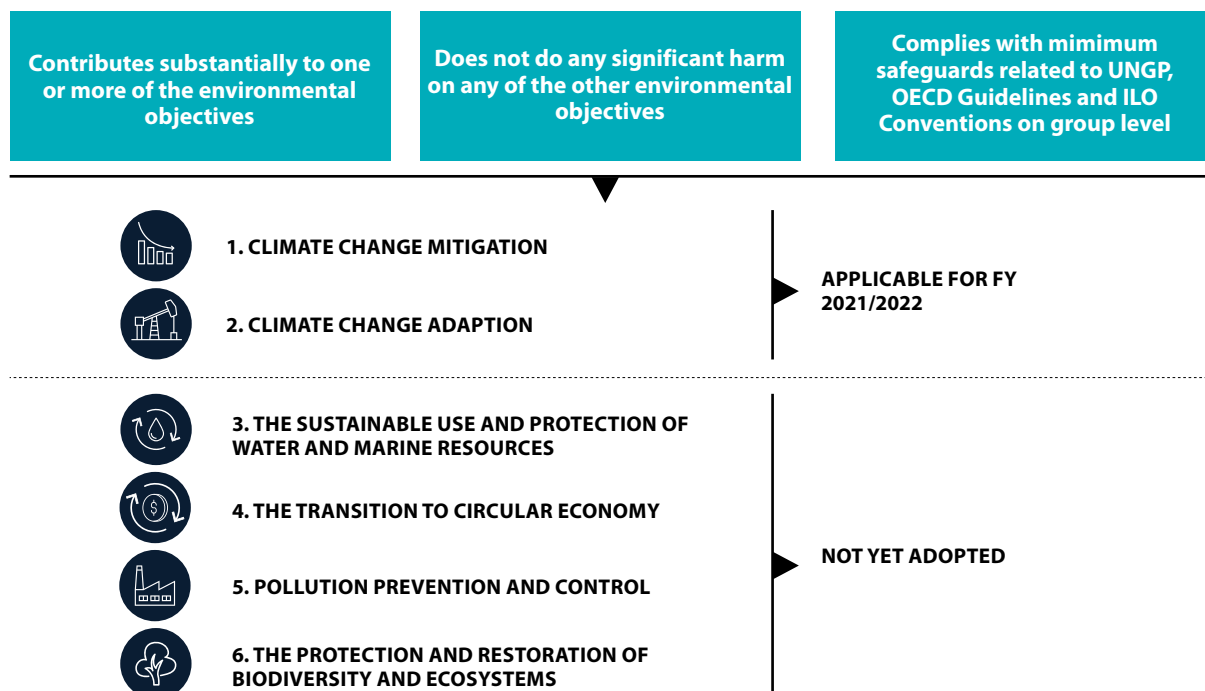 Contributes substantially to one
or more of the environmental
objectives
Does not do any significant harm
on any of the other environmental
objectives
Complies with mimimum
safeguards related to UNGP,
OECD Guidelines and ILO
Conventions on group level
1. CLIMATE CHANGE MITIGATION
2. CLIMATE CHANGE ADAPTION
APPLICABLE FOR FY
2021/2022
3. THE SUSTAINABLE USE AND PROTECTION OF
WATER AND MARINE RESOURCES
4. THE TRANSITION TO CIRCULAR ECONOMY
$
5. POLLUTION PREVENTION AND CONTROL
6. THE PROTECTION AND RESTORATION OF
BIODIVERSITY AND ECOSYSTEMS
NOT YET ADOPTED